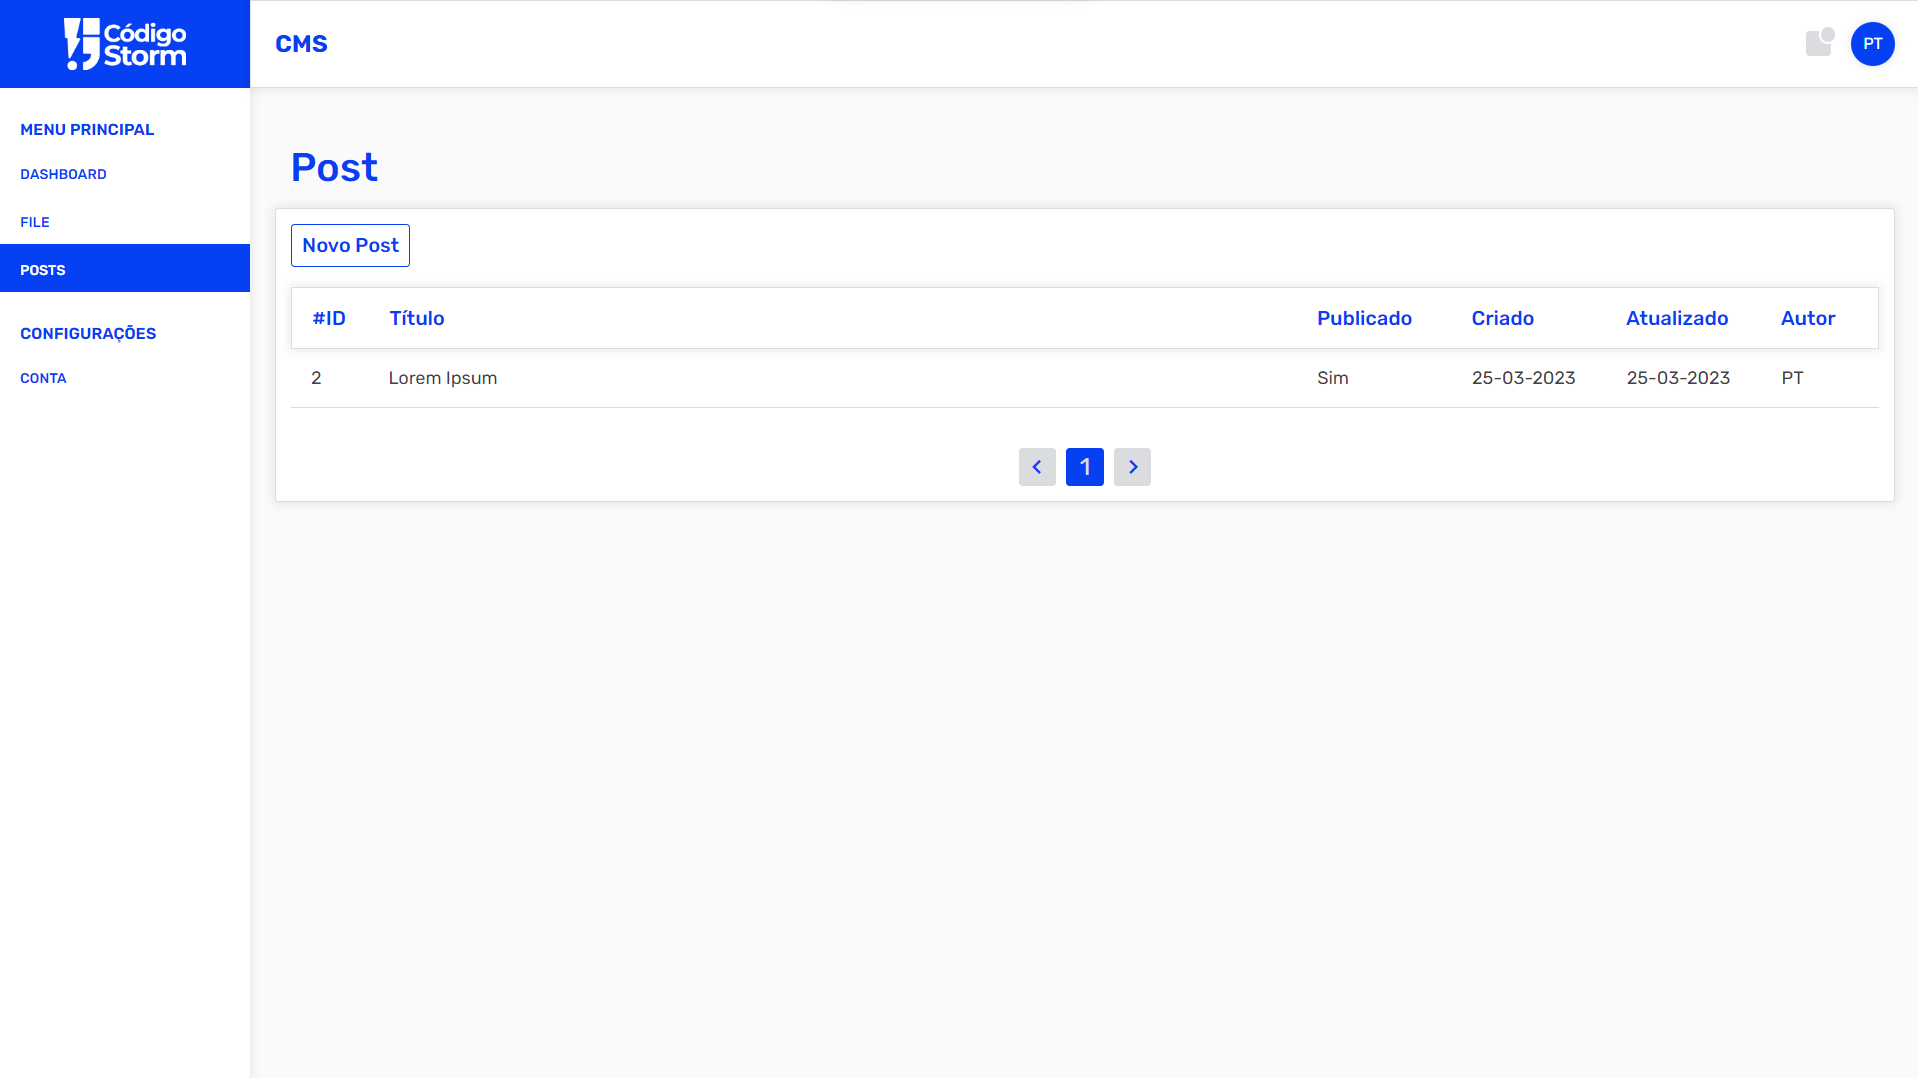 Código
Storm
CMS
PT
MENU PRINCIPAL
DASHBOARD
FILE
POSTS
CONFIGURAÇÕES
CONTA
Post
Novo Post
#ID Título Publicado Criado Atualizado Autor
2 Lorem Ipsum Sim 25-03-2023 25-03-2023 PT
1